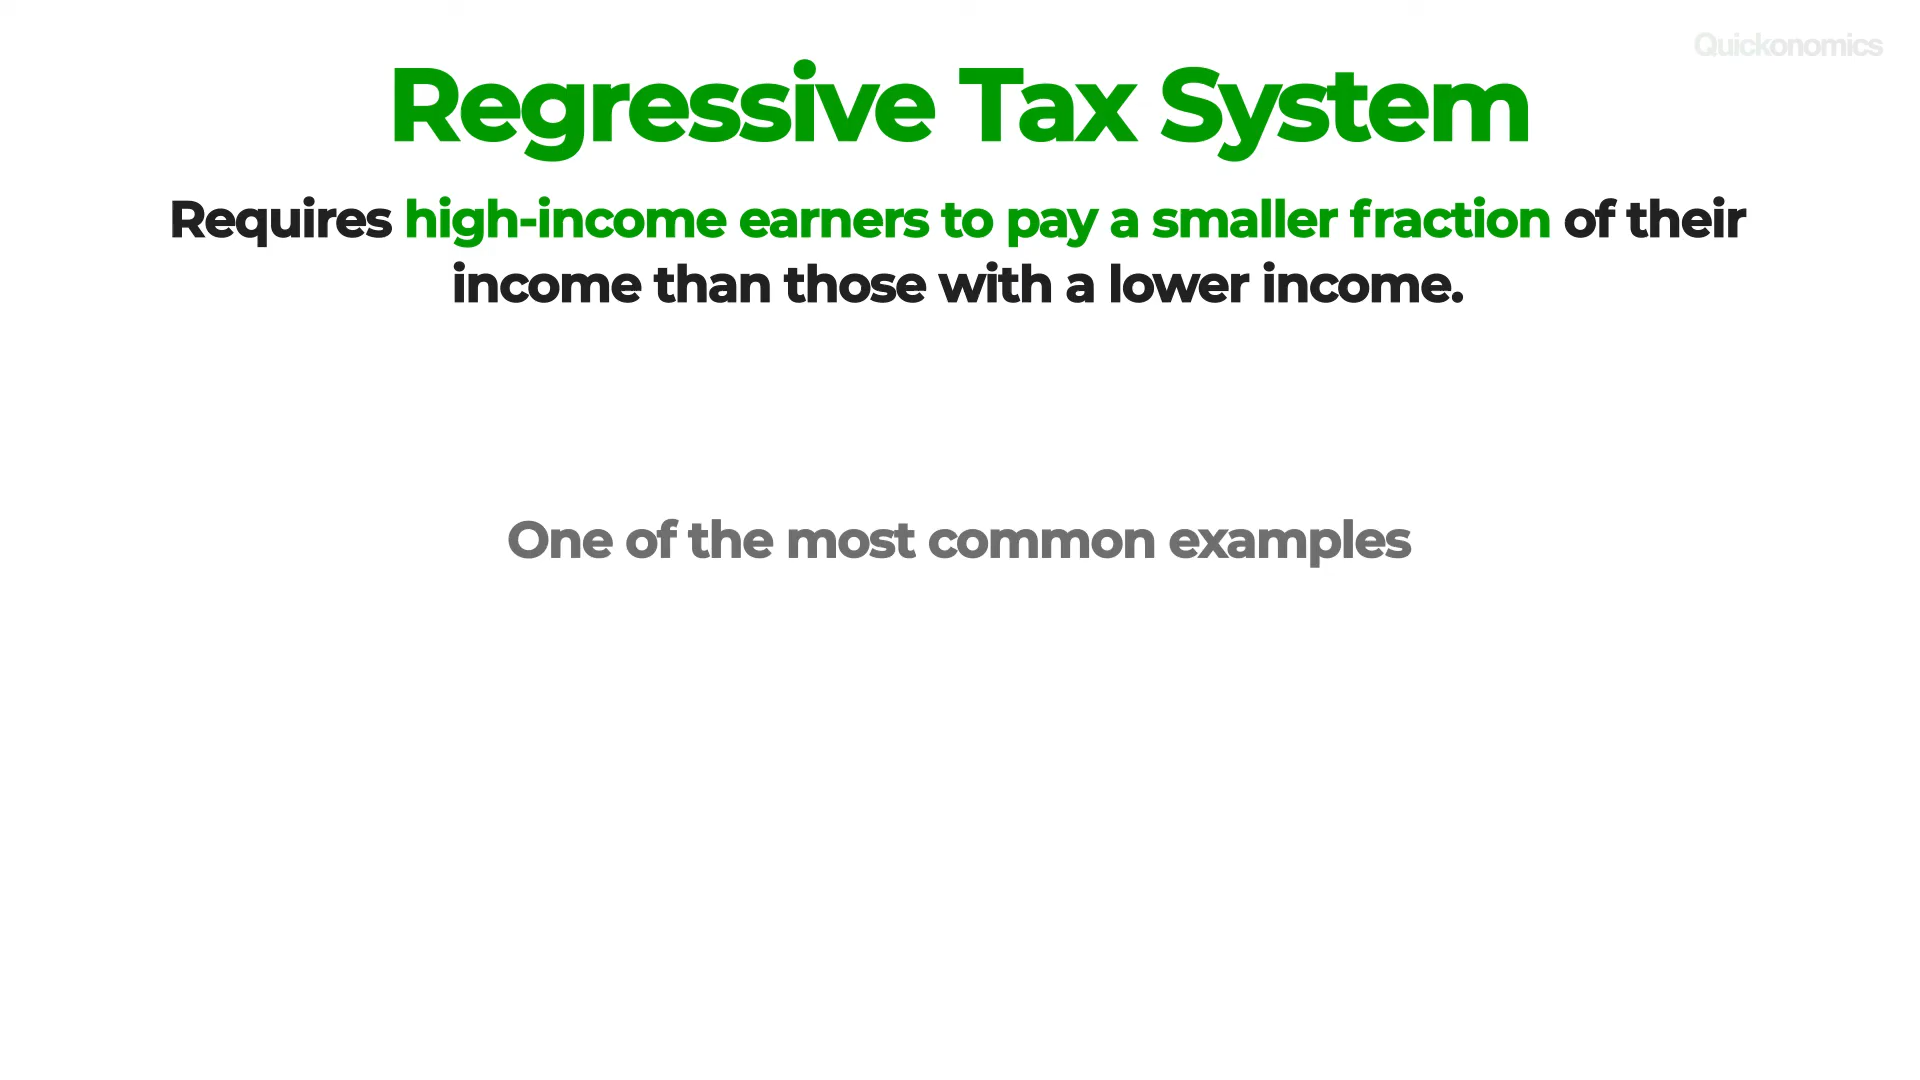 Quickonomics
Regressive Tax System
Requires high-income earners to pay a smaller fraction of their
income than those with a lower income.
One of the most common examples